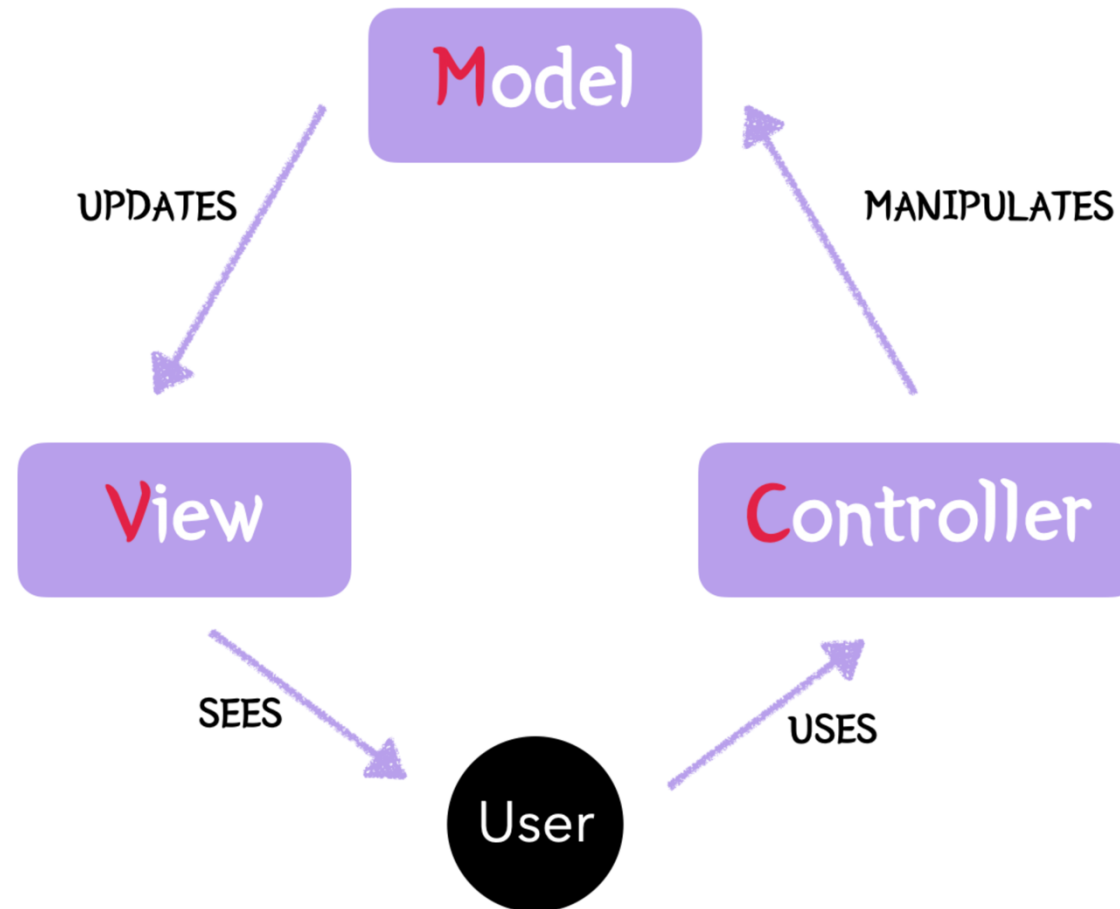 Model
UPDATES
MANIPULATES
View
Controller
SEES
USES
User